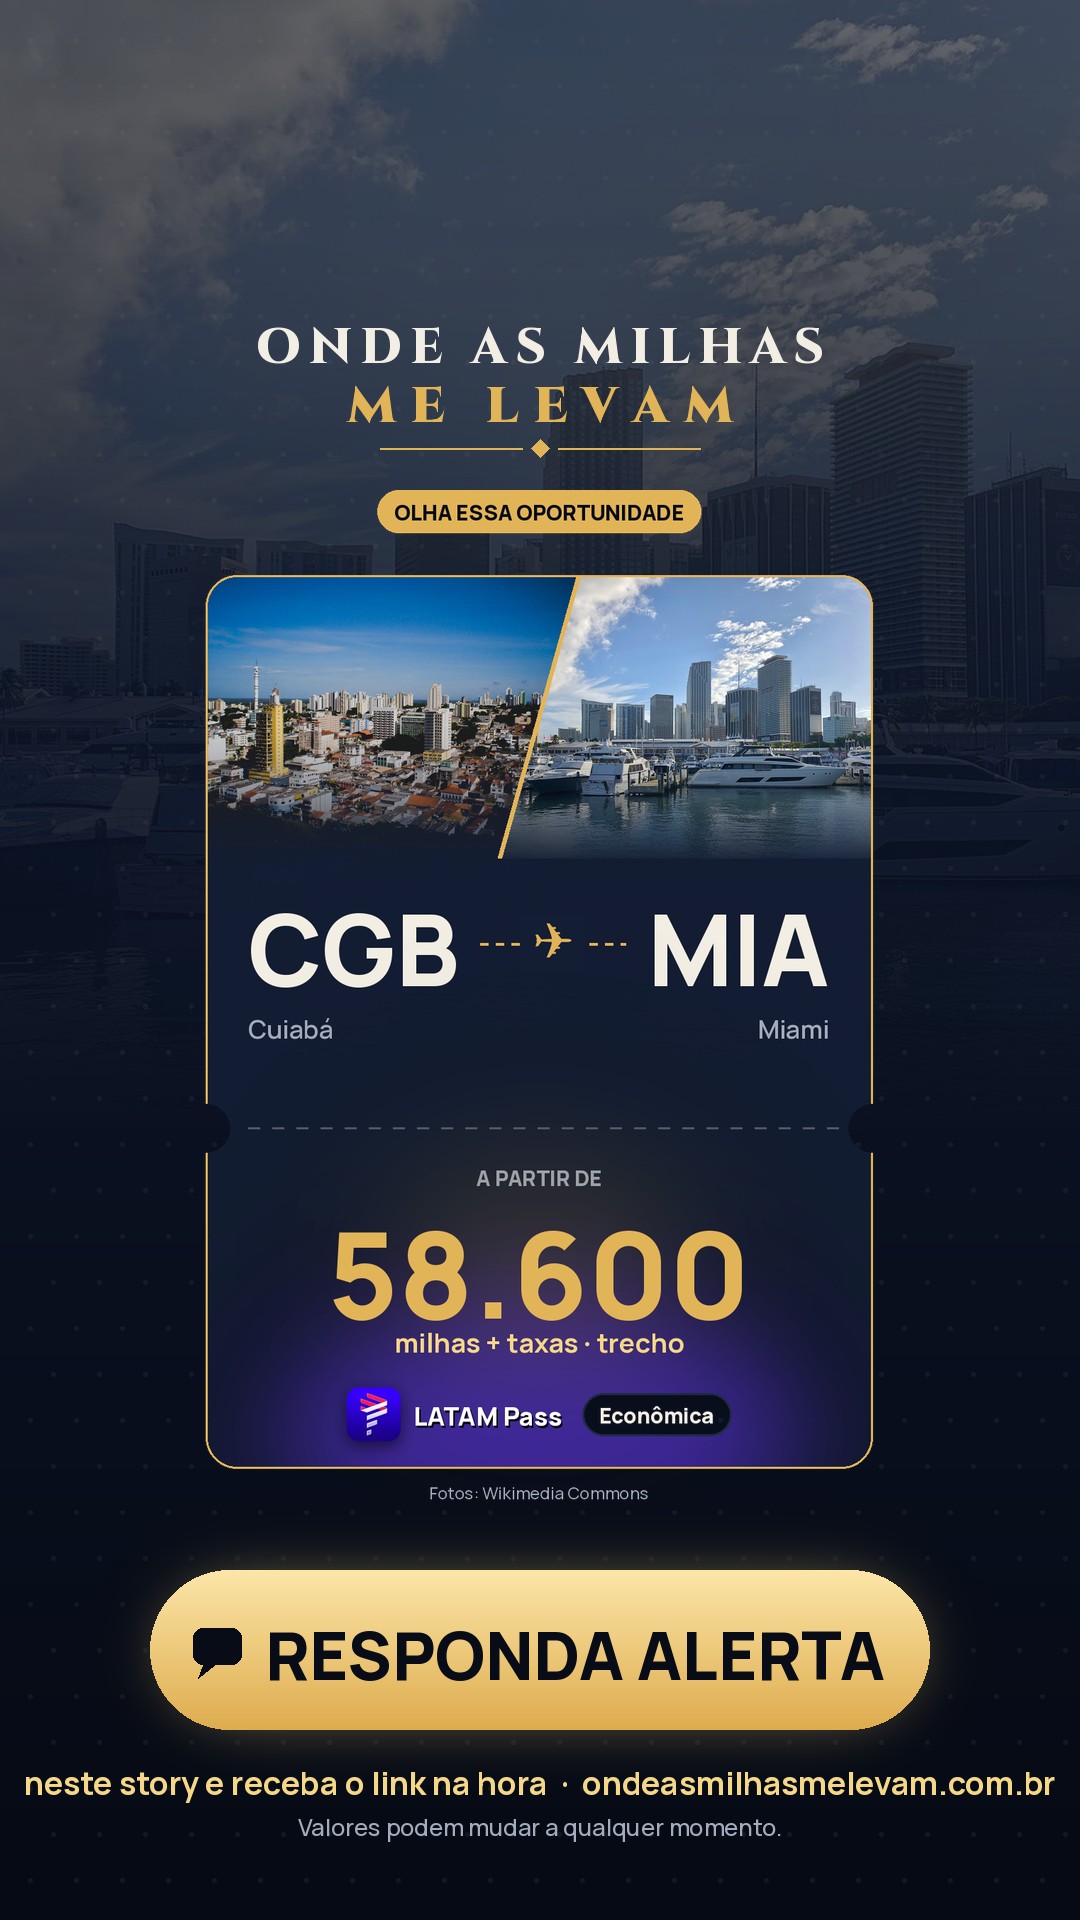 ONDE AS MILHAS
ME LEVAM
OLHA ESSA OPORTUNIDADE
CGB MIA
Cuiabá Miami
A PARTIR DE
58.600
milhas + taxas · trecho
LATAM Pass Econômica
Fotos: Wikimedia Commons
RESPONDA ALERTA
neste story e receba o link na hora · ondeasmilhasmelevam.com.br
Valores podem mudar a qualquer momento.